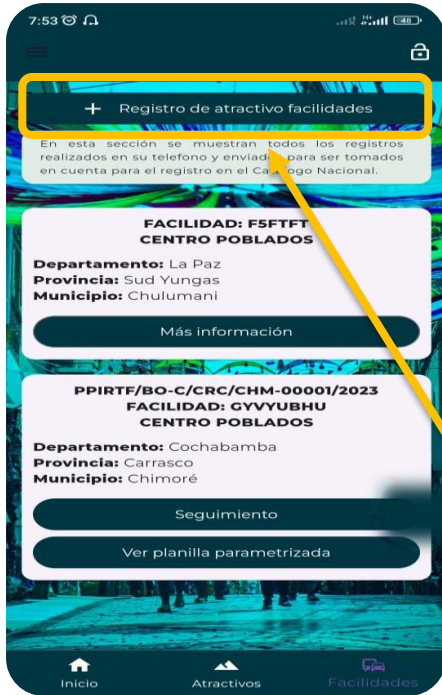 7:53
48
+ Registro de atractivo facilidades
En esta sección se muestran todos los registros
realizados en su telefono y enviados para ser tomados
en cuenta para el registro en el Catalogo Nacional.
FACILIDAD: F5FTFT
CENTRO POBLADOS
Departamento: La Paz
Provincia: Sud Yungas
Municipio: Chulumani
Más información
PPIRTF/BO-C/CRC/CHM-00001/2023
FACILIDAD: GYVYUBHU
CENTRO POBLADOS
Departamento: Cochabamba
Provincia: Carrasco
Municipio: Chimoré
Seguimiento
Ver planilla parametrizada
Inicio
Atractivos
Facilidades